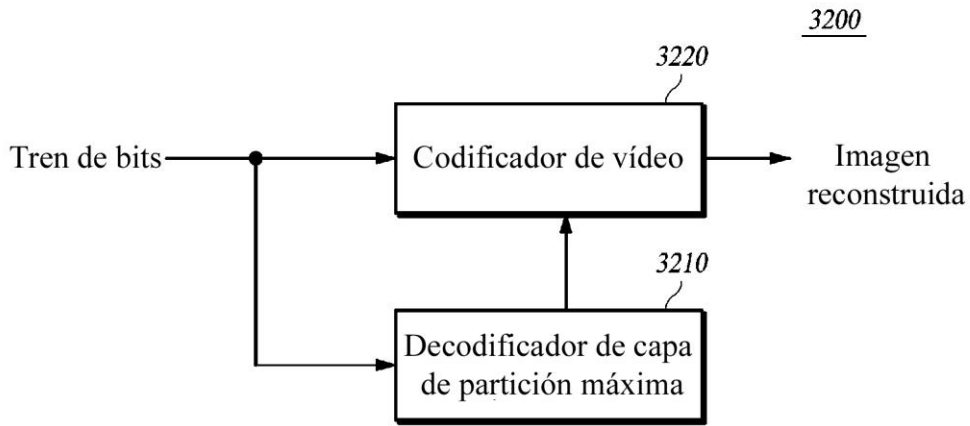 3200
3220
Tren de bits
Codificador de vídeo
Imagen
reconstruida
3210
Decodificador de capa
de partición máxima